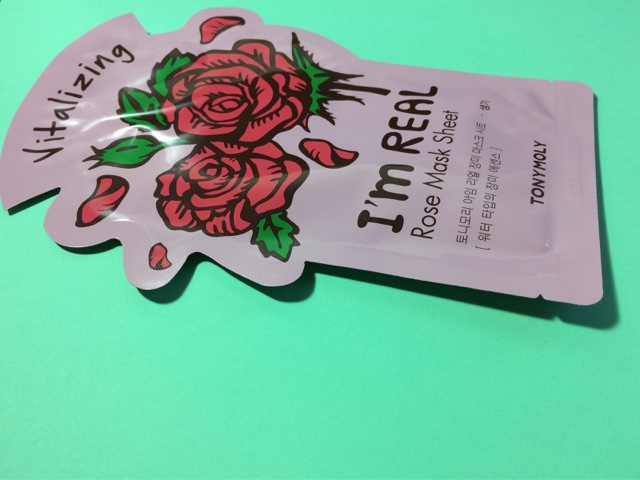 Vitalizing
I'm REAL
Rose Mask Sheet
토니모리 아임 리얼 장미 마스크 시트 - 생기
[ 워터 타입의 장미 에센스 ]
TONYMOLY